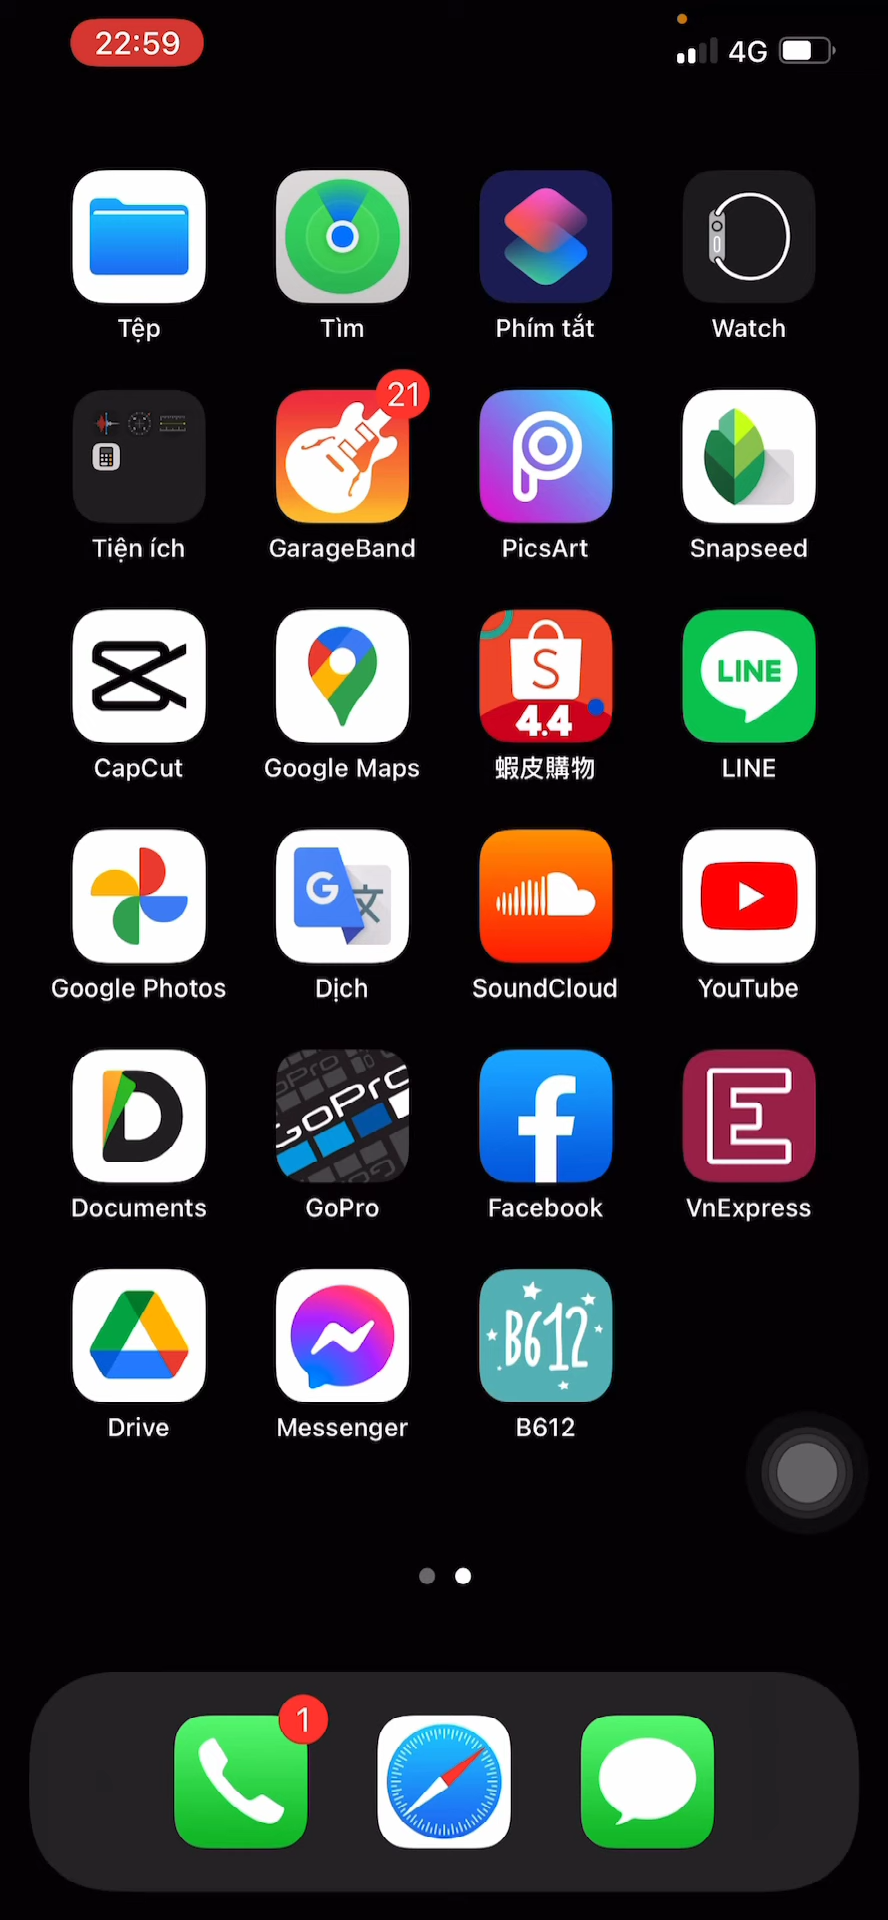 22:59
4G
Tệp
Tìm
Phím tắt
Watch
Tiện ích
21
GarageBand
PicsArt
Snapseed
CapCut
Google Maps
S
4.4
蝦皮購物
LINE
LINE
Google Photos
G 文
Dịch
SoundCloud
YouTube
D
Documents
GoPro
GoPro
f
Facebook
E
VnExpress
Drive
Messenger
B612
B612
1